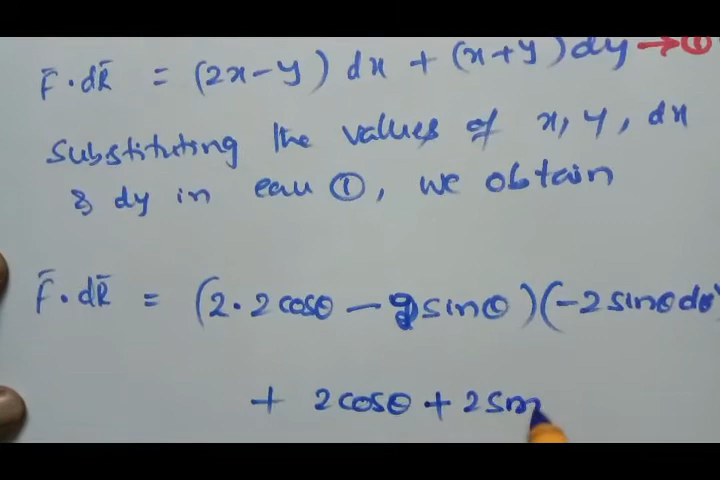 F̄·dR̄ = (2x-y) dx + (x+y) dy →①
Substituting the values of x, y, dx
& dy in eau ①, we obtain
F̄·dR̄ = (2·2cosθ - 2sinθ)(-2sinθdθ
+ 2cosθ + 2sin